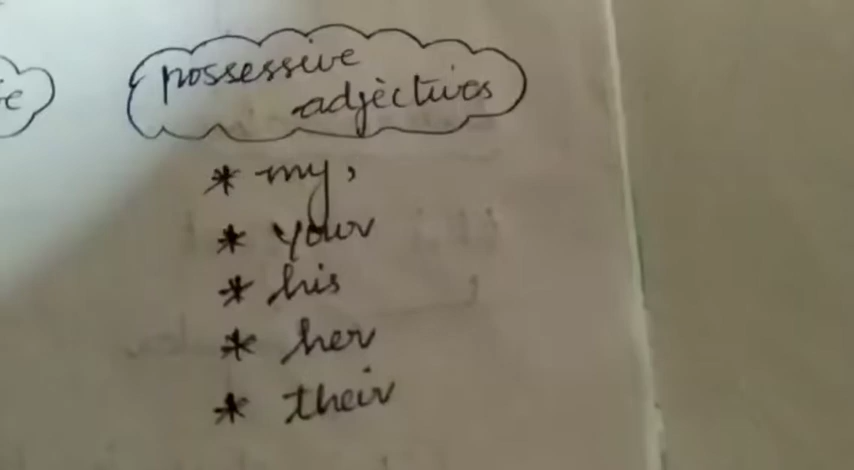 possessive
adjectives
* my,
* your
* his
* her
* their